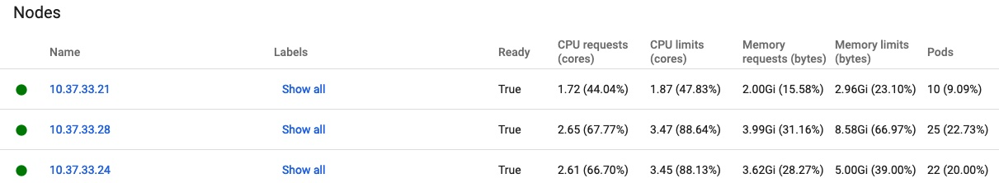 Nodes
Name Labels Ready CPU requests (cores) CPU limits (cores) Memory requests (bytes) Memory limits (bytes) Pods
10.37.33.21 Show all True 1.72 (44.04%) 1.87 (47.83%) 2.00Gi (15.58%) 2.96Gi (23.10%) 10 (9.09%)
10.37.33.28 Show all True 2.65 (67.77%) 3.47 (88.64%) 3.99Gi (31.16%) 8.58Gi (66.97%) 25 (22.73%)
10.37.33.24 Show all True 2.61 (66.70%) 3.45 (88.13%) 3.62Gi (28.27%) 5.00Gi (39.00%) 22 (20.00%)